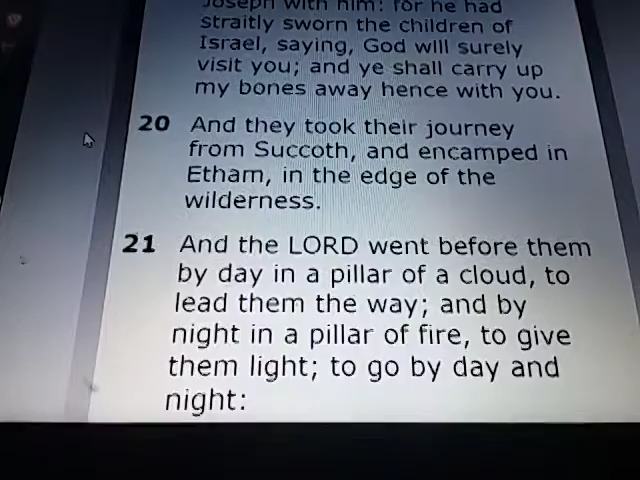 Joseph with him: for he had
straitly sworn the children of
Israel, saying, God will surely
visit you; and ye shall carry up
my bones away hence with you.
20 And they took their journey
from Succoth, and encamped in
Etham, in the edge of the
wilderness.
21 And the LORD went before them
by day in a pillar of a cloud, to
lead them the way; and by
night in a pillar of fire, to give
them light; to go by day and
night: